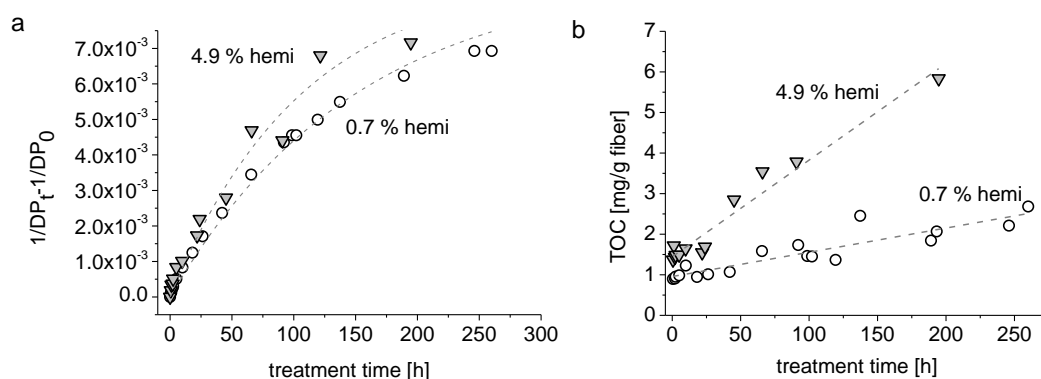 a
1/DPt-1/DP0
7.0x10-3
6.0x10-3
5.0x10-3
4.0x10-3
3.0x10-3
2.0x10-3
1.0x10-3
0.0
4.9 % hemi
0.7 % hemi
0 50 100 150 200 250 300
treatment time [h]
b
TOC [mg/g fiber]
7
6
5
4
3
2
1
0
4.9 % hemi
0.7 % hemi
0 50 100 150 200 250
treatment time [h]